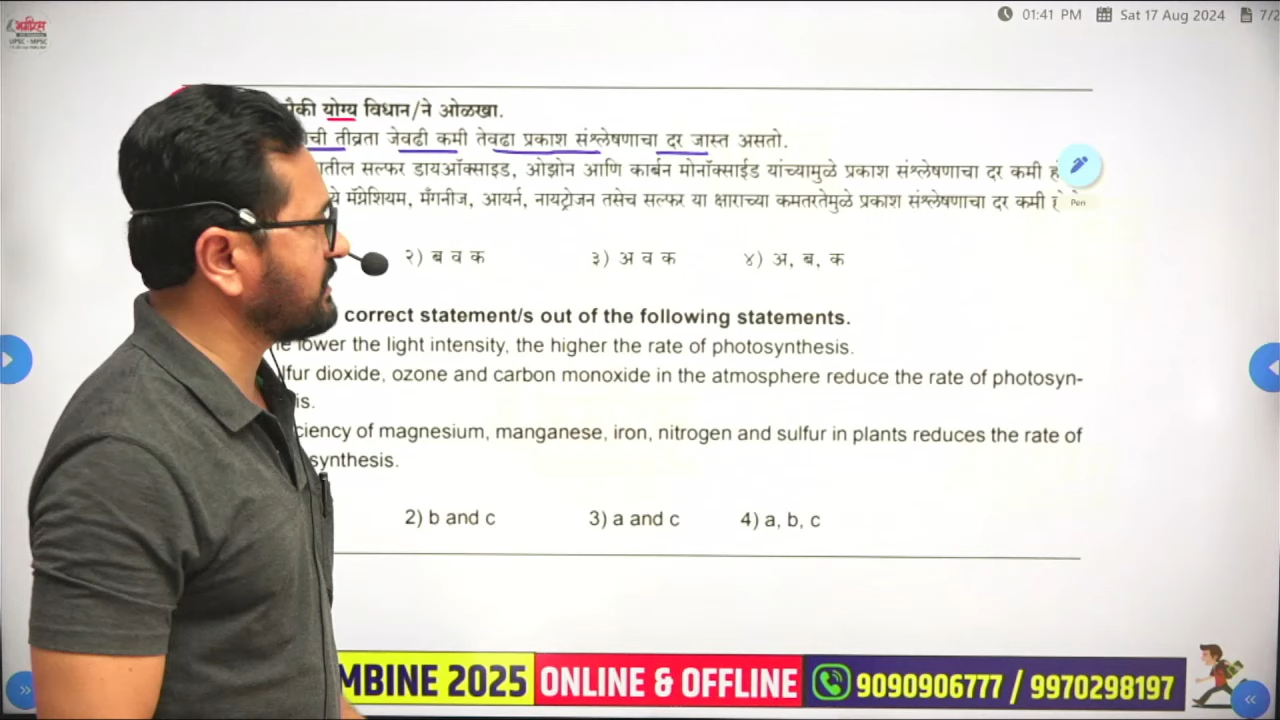 01:41 PM Sat 17 Aug 2024 7/2
UPSC - MPSC
योग्य विधान/ने ओळखा.
तीव्रता जेवढी कमी तेवढा प्रकाश संश्लेषणाचा दर जास्त असतो.
सल्फर डायऑक्साइड, ओझोन आणि कार्बन मोनॉक्साईड यांच्यामुळे प्रकाश संश्लेषणाचा दर कमी
Pen
मॅग्नेशियम, मँगनीज, आयर्न, नायट्रोजन तसेच सल्फर या क्षाराच्या कमतरतेमुळे प्रकाश संश्लेषणाचा दर कमी
२) ब व क ३) अ व क ४) अ, ब, क
correct statement/s out of the following statements.
lower the light intensity, the higher the rate of photosynthesis.
lfur dioxide, ozone and carbon monoxide in the atmosphere reduce the rate of photosyn-
is.
ciency of magnesium, manganese, iron, nitrogen and sulfur in plants reduces the rate of
synthesis.
2) b and c 3) a and c 4) a, b, c
MBINE 2025 ONLINE & OFFLINE 9090906777 / 9970298197